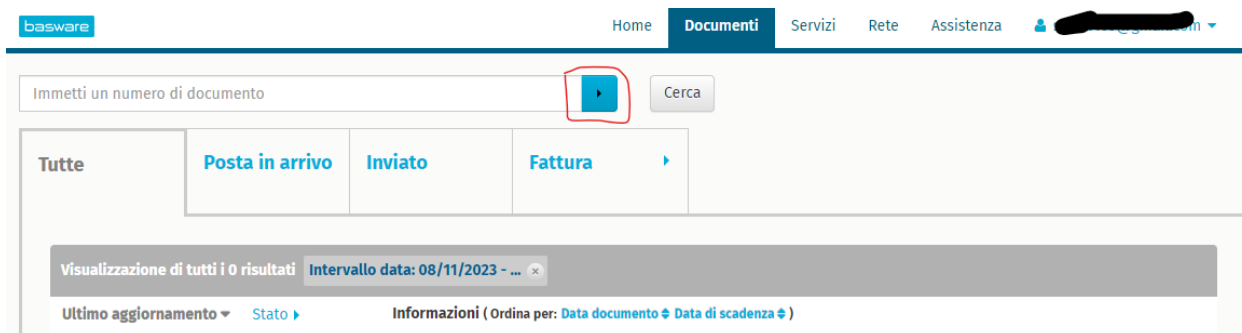 basware
Home Documenti Servizi Rete Assistenza
Immetti un numero di documento Cerca
Tutte Posta in arrivo Inviato Fattura
Visualizzazione di tutti i 0 risultati Intervallo data: 08/11/2023 - ...
Ultimo aggiornamento Stato Informazioni ( Ordina per: Data documento Data di scadenza )